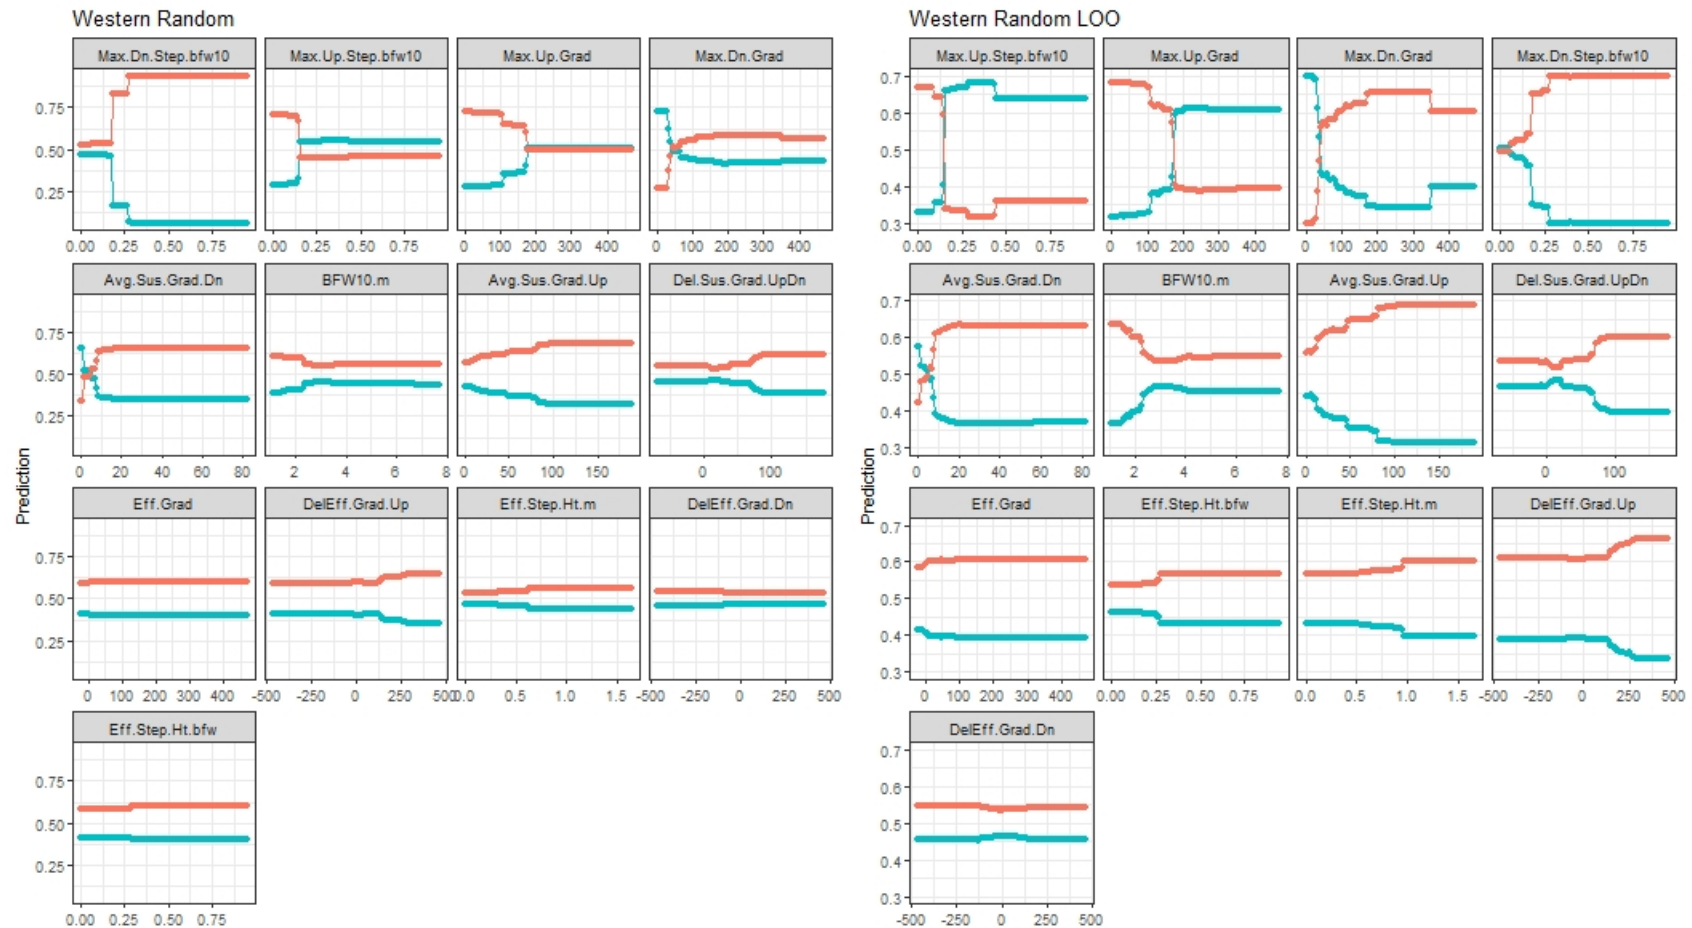 Western Random
Western Random LOO
Max.Dn.Step.bfw10 Max.Up.Step.bfw10 Max.Up.Grad Max.Dn.Grad
0.75
0.50
0.25
0.00 0.25 0.50 0.75 0.25 0.50 0.75 0 100 200 300 400 0 100 200 300 400
Avg.Sus.Grad.Dn BFW10.m Avg.Sus.Grad.Up Del.Sus.Grad.UpDn
0.75
0.50
0.25
0 20 40 60 80 2 4 6 8 0 50 100 150 0 100
Prediction
Eff.Grad DelEff.Grad.Up Eff.Step.Ht.m DelEff.Grad.Dn
0.75
0.50
0.25
0 100 200 300 400 -500 -250 0 250 500 0.0 0.5 1.0 1.5 -500 -250 0 250 500
Eff.Step.Ht.bfw
0.75
0.50
0.25
0.00 0.25 0.50 0.75
Max.Up.Step.bfw10 Max.Up.Grad Max.Dn.Grad Max.Dn.Step.bfw10
0.7
0.6
0.5
0.4
0.3
0.00 0.25 0.50 0.75 0 100 200 300 400 0 100 200 300 400 0.00 0.25 0.50 0.75
Avg.Sus.Grad.Dn BFW10.m Avg.Sus.Grad.Up Del.Sus.Grad.UpDn
0.7
0.6
0.5
0.4
0.3
0 20 40 60 80 2 4 6 8 0 50 100 150 0 100
Prediction
Eff.Grad Eff.Step.Ht.bfw Eff.Step.Ht.m DelEff.Grad.Up
0.7
0.6
0.5
0.4
0.3
0 100 200 300 400 0.00 0.25 0.50 0.75 0.0 0.5 1.0 1.5 -500 -250 0 250 500
DelEff.Grad.Dn
0.7
0.6
0.5
0.4
0.3
-500 -250 0 250 500